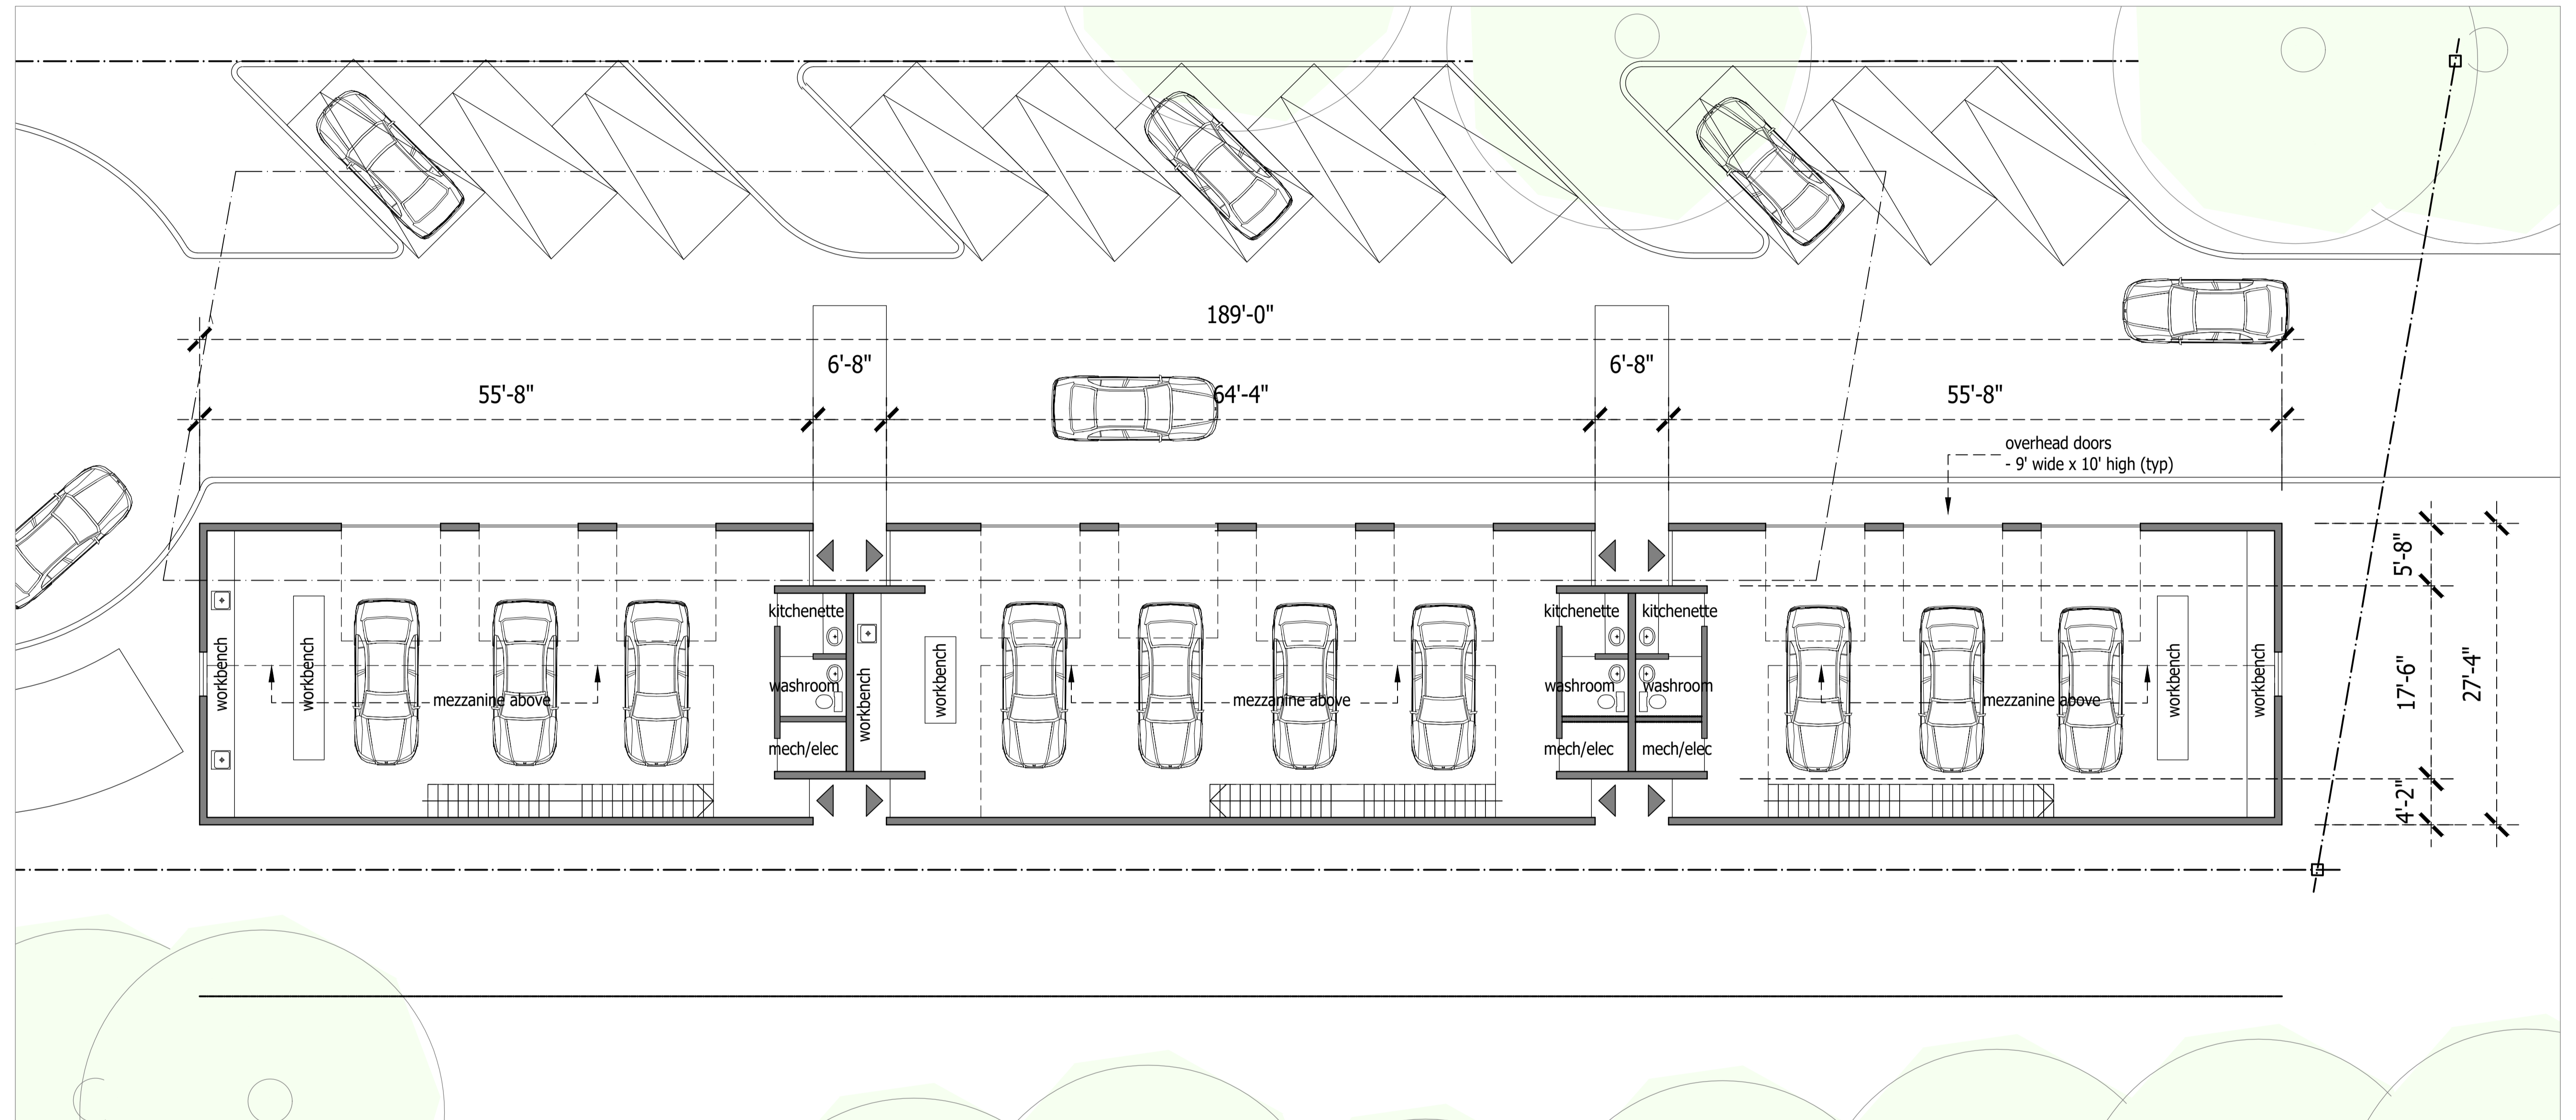 189'-0"
6'-8"
6'-8"
55'-8"
64'-4"
55'-8"
overhead doors
- 9' wide x 10' high (typ)
5'-8"
17'-6"
27'-4"
4'-2"
kitchenette
kitchenette
kitchenette
workbench
workbench
workbench
workbench
workbench
workbench
washroom
washroom
washroom
mezzanine above
mezzanine above
mezzanine above
mech/elec
mech/elec
mech/elec